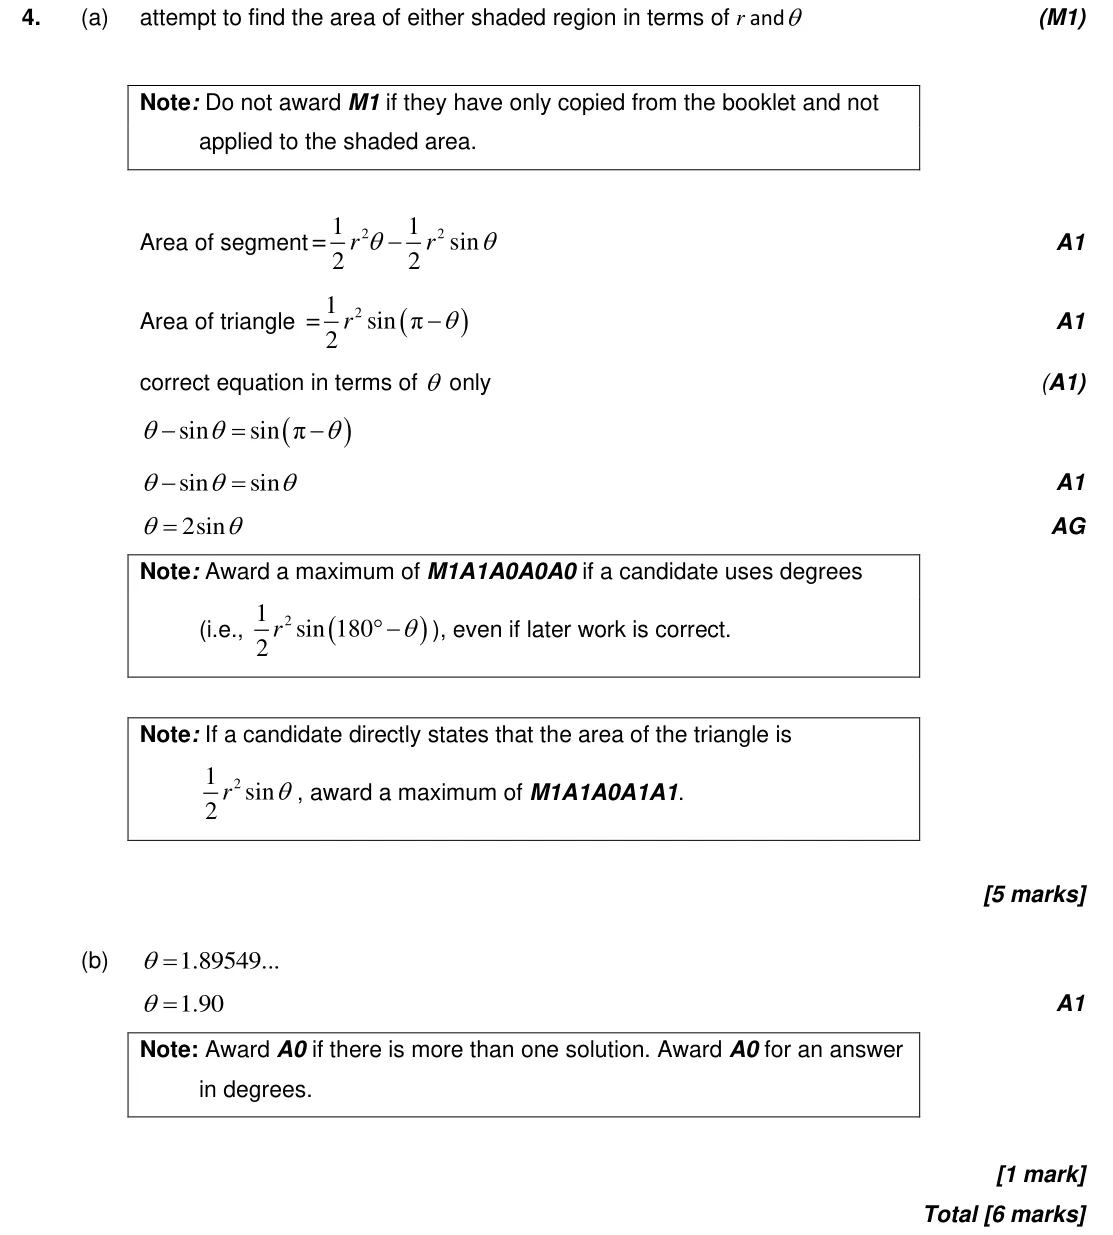 4. (a) attempt to find the area of either shaded region in terms of r and θ (M1)
Note: Do not award M1 if they have only copied from the booklet and not
applied to the shaded area.
Area of segment = 1/2 r²θ − 1/2 r² sin θ A1
Area of triangle = 1/2 r² sin(π − θ) A1
correct equation in terms of θ only (A1)
θ − sin θ = sin(π − θ)
θ − sin θ = sin θ A1
θ = 2 sin θ AG
Note: Award a maximum of M1A1A0A0A0 if a candidate uses degrees
(i.e., 1/2 r² sin(180° − θ)), even if later work is correct.
Note: If a candidate directly states that the area of the triangle is
1/2 r² sin θ, award a maximum of M1A1A0A1A1.
[5 marks]
(b) θ = 1.89549...
θ = 1.90 A1
Note: Award A0 if there is more than one solution. Award A0 for an answer
in degrees.
[1 mark]
Total [6 marks]